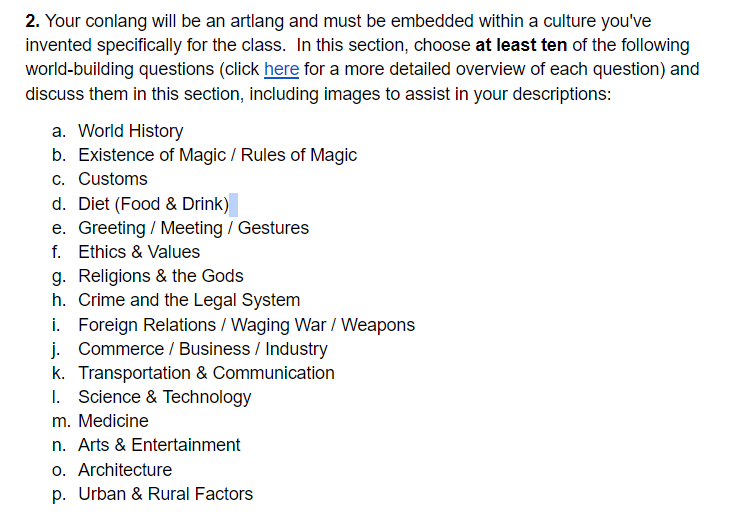 2. Your conlang will be an artlang and must be embedded within a culture you've
invented specifically for the class.  In this section, choose at least ten of the following
world-building questions (click here for a more detailed overview of each question) and
discuss them in this section, including images to assist in your descriptions:
a. World History
b. Existence of Magic / Rules of Magic
c. Customs
d. Diet (Food & Drink)
e. Greeting / Meeting / Gestures
f. Ethics & Values
g. Religions & the Gods
h. Crime and the Legal System
i. Foreign Relations / Waging War / Weapons
j. Commerce / Business / Industry
k. Transportation & Communication
l. Science & Technology
m. Medicine
n. Arts & Entertainment
o. Architecture
p. Urban & Rural Factors